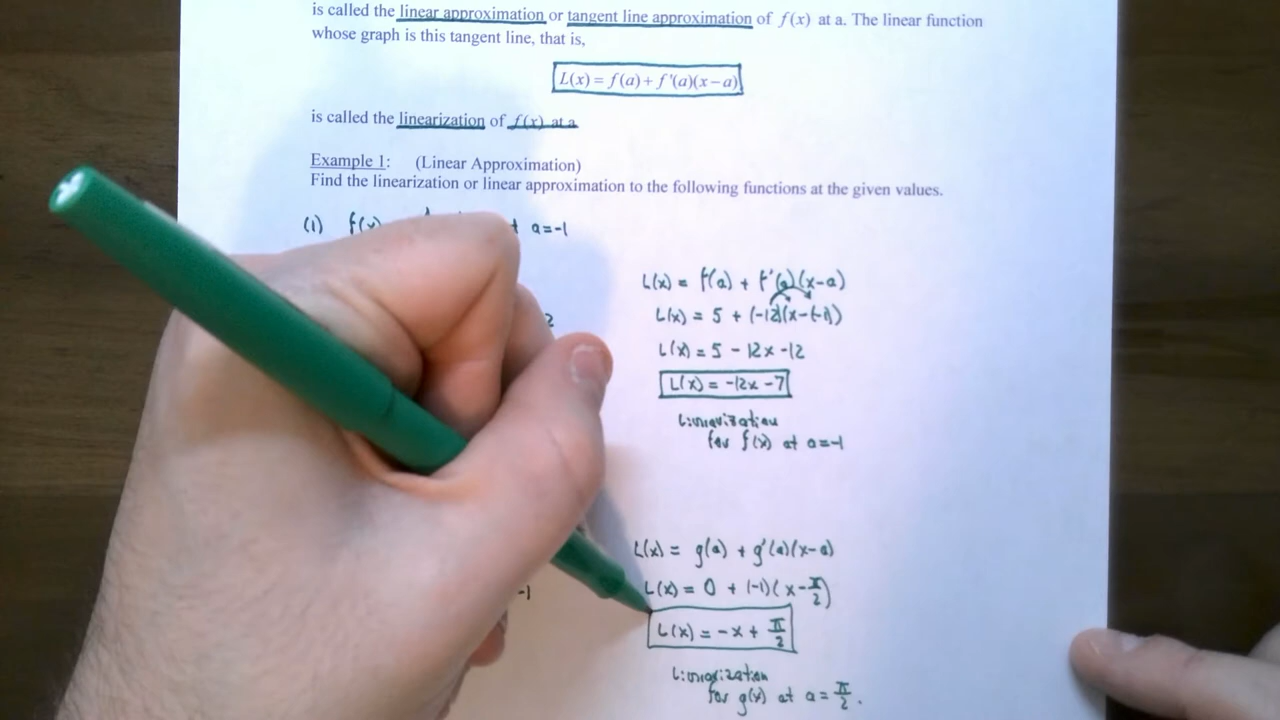 is called the linear approximation or tangent line approximation of f(x) at a. The linear function
whose graph is this tangent line, that is,
L(x) = f(a) + f'(a)(x-a)
is called the linearization of f(x) at a
Example 1: (Linear Approximation)
Find the linearization or linear approximation to the following functions at the given values.
(1) f(x) a=-1
L(x) = f(a) + f'(a)(x-a)
L(x) = 5 + (-12)(x-(-1))
2
L(x) = 5 - 12x -12
L(x) = -12x -7
Linearization
for f(x) at a=-1
L(x) = g(a) + g'(a)(x-a)
L(x) = 0 + (-1)(x-π/2)
-1
L(x) = -x + π/2
Linearization
for g(x) at a = π/2.